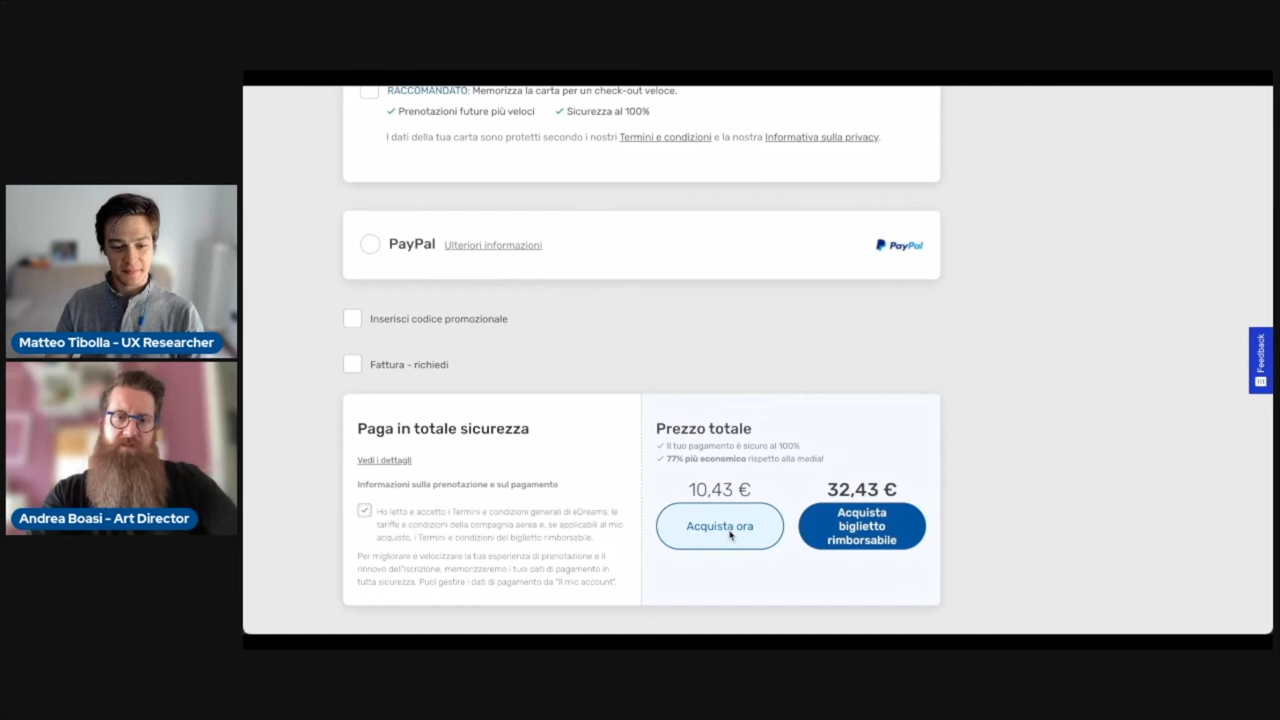 RACCOMANDATO: Memorizza la carta per un check-out veloce.
Prenotazioni future più veloci
Sicurezza al 100%
I dati della tua carta sono protetti secondo i nostri Termini e condizioni e la nostra Informativa sulla privacy.
PayPal
Ulteriori informazioni
PayPal
Inserisci codice promozionale
Fattura - richiedi
Paga in totale sicurezza
Vedi i dettagli
Informazioni sulla prenotazione e sul pagamento
Ho letto e accetto i Termini e condizioni generali di eDreams, le
tariffe e condizioni della compagnia aerea e, se applicabili al mio
acquisto, i Termini e condizioni del biglietto rimborsabile.
Per migliorare e velocizzare la tua esperienza di prenotazione e il
rinnovo dell'iscrizione, memorizzeremo i tuoi dati di pagamento in
tutta sicurezza. Puoi gestire i dati di pagamento da "Il mio account".
Prezzo totale
Il tuo pagamento è sicuro al 100%
77% più economico rispetto alla media!
10,43 €
Acquista ora
32,43 €
Acquista
biglietto
rimborsabile
Feedback
Matteo Tibolla - UX Researcher
Andrea Boasi - Art Director